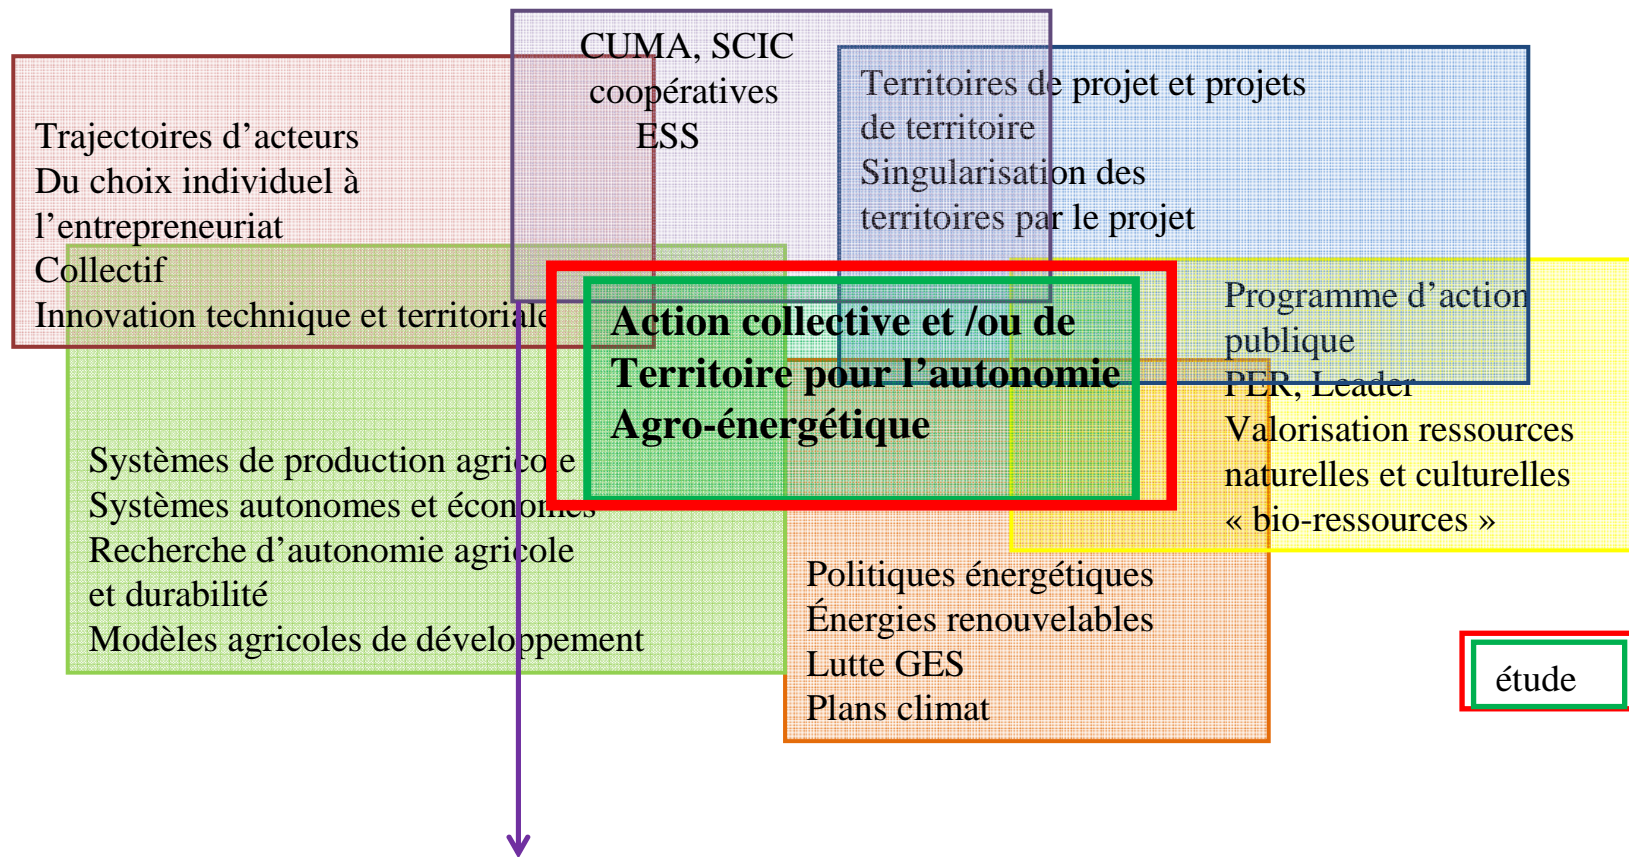 CUMA, SCIC
coopératives
ESS
Trajectoires d’acteurs
Du choix individuel à
l’entrepreneuriat
Collectif
Innovation technique et territoriale
Territoires de projet et projets
de territoire
Singularisation des
territoires par le projet
Action collective et /ou de
Territoire pour l’autonomie
Agro-énergétique
Programme d’action
publique
PER, Leader
Valorisation ressources
naturelles et culturelles
« bio-ressources »
Systèmes de production agricole
Systèmes autonomes et économes
Recherche d’autonomie agricole
et durabilité
Modèles agricoles de développement
Politiques énergétiques
Énergies renouvelables
Lutte GES
Plans climat
étude